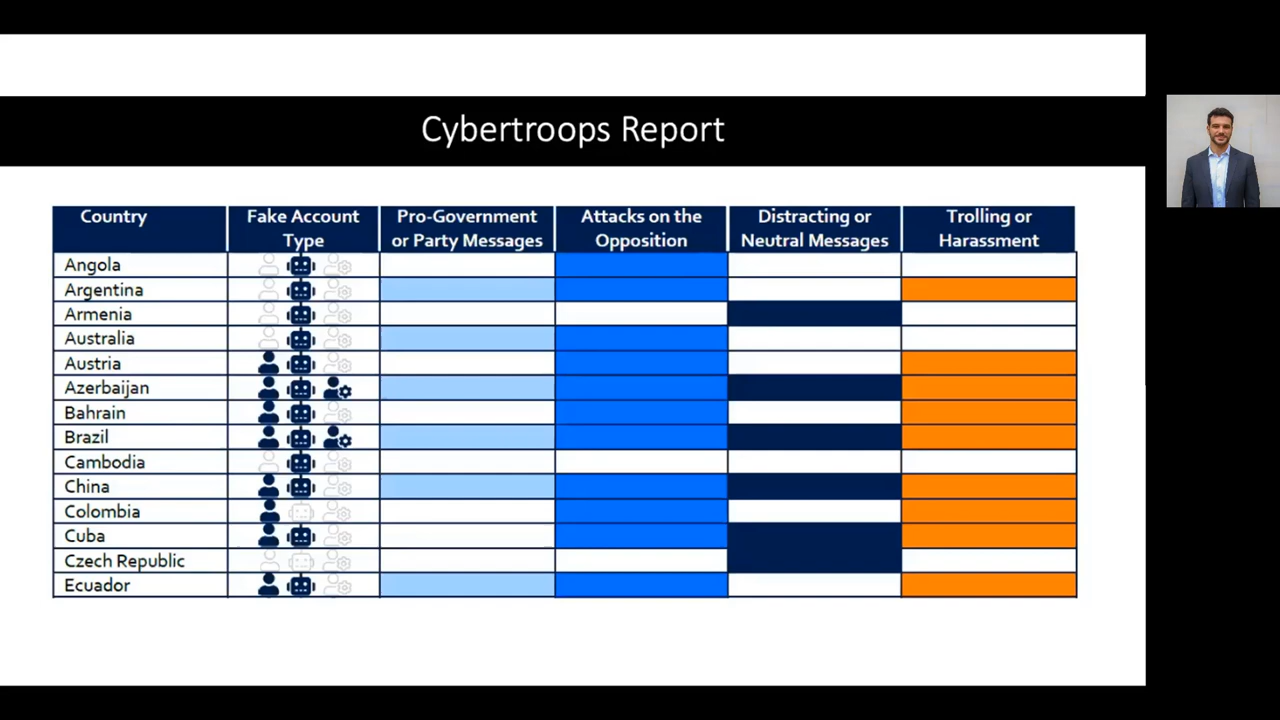 Cybertroops Report
Country Fake Account Type Pro-Government or Party Messages Attacks on the Opposition Distracting or Neutral Messages Trolling or Harassment
Angola
Argentina
Armenia
Australia
Austria
Azerbaijan
Bahrain
Brazil
Cambodia
China
Colombia
Cuba
Czech Republic
Ecuador